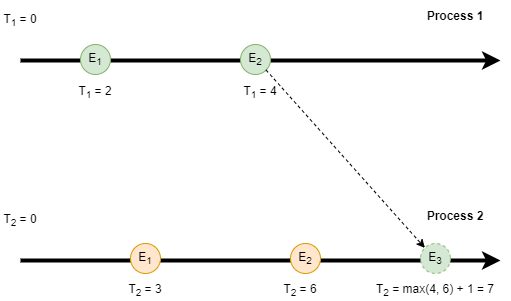 T₁ = 0
Process 1
E₁
E₂
T₁ = 2
T₁ = 4
T₂ = 0
Process 2
E₁
E₂
E₃
T₂ = 3
T₂ = 6
T₂ = max(4, 6) + 1 = 7